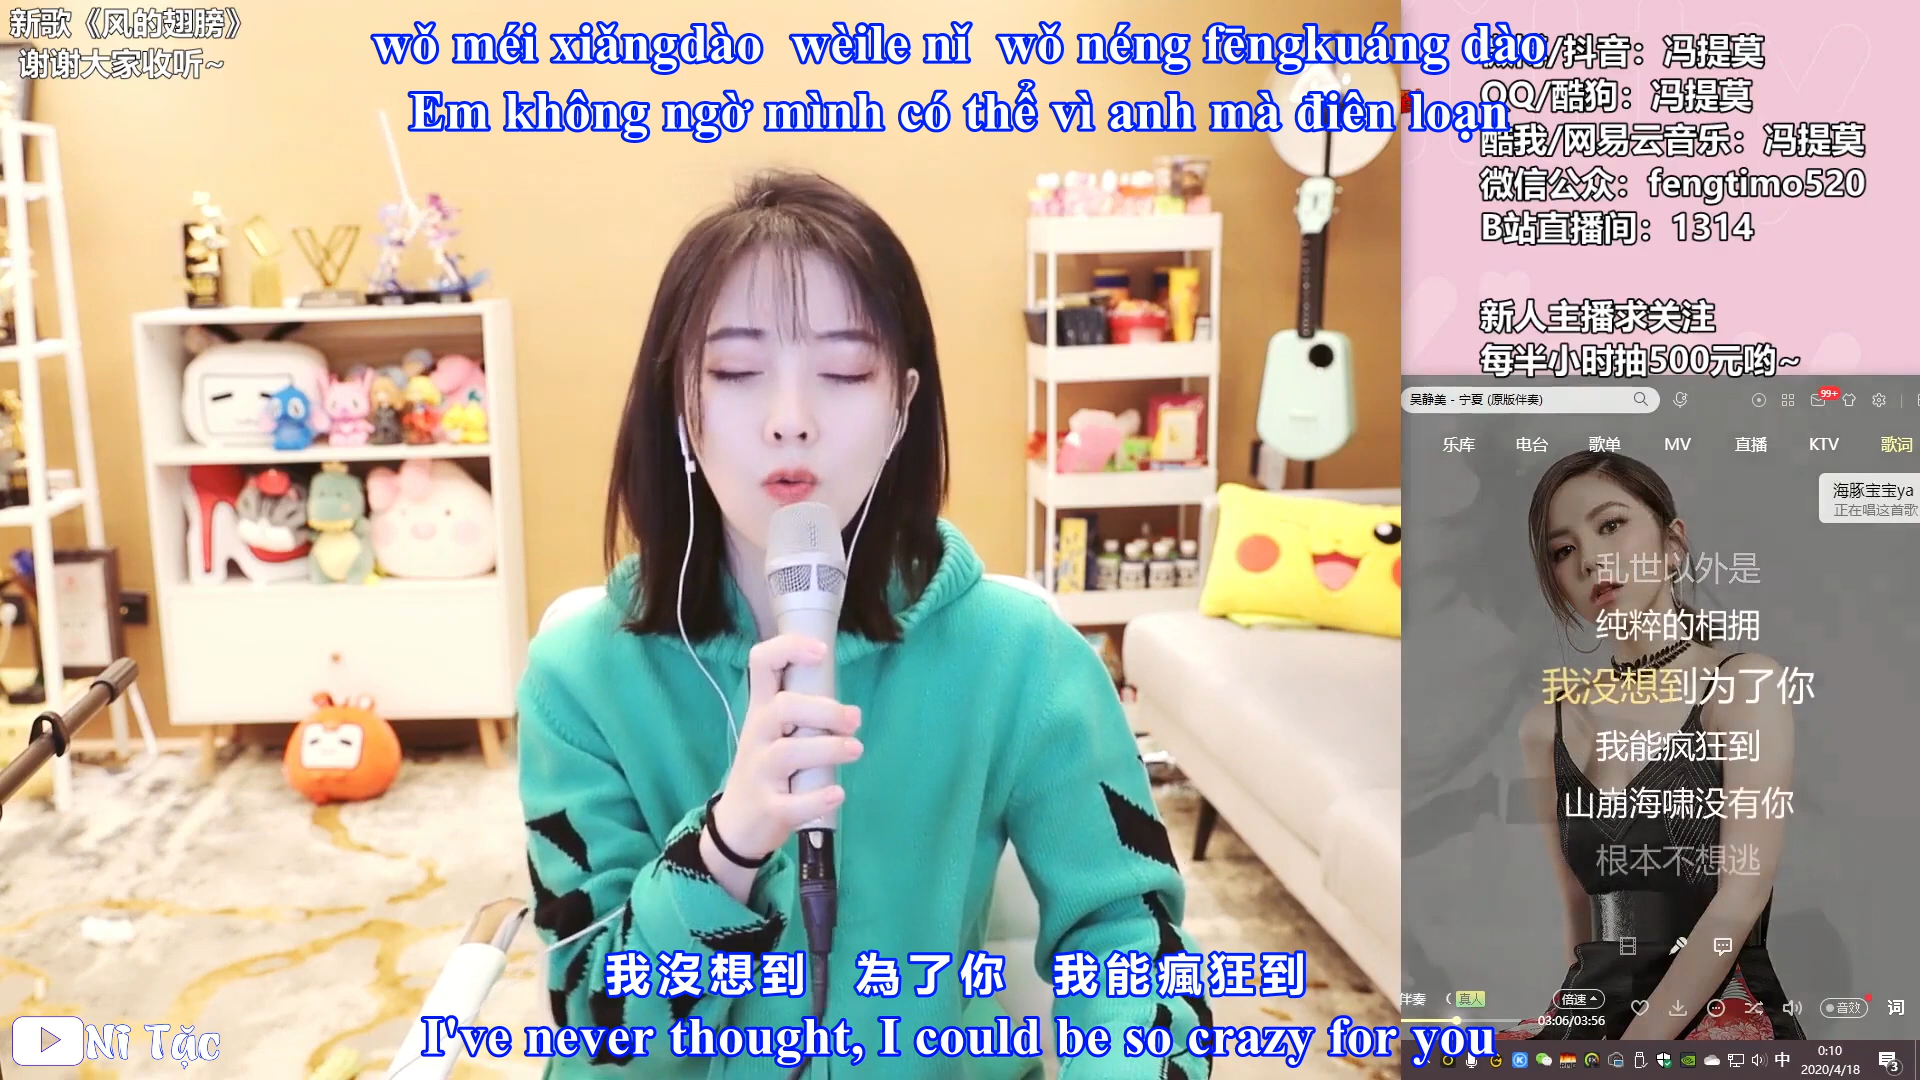 新歌《风的翅膀》
谢谢大家收听~
wǒ méi xiǎngdào wèile nǐ wǒ néng fēngkuáng dào
Em không ngờ mình có thể vì anh mà điên loạn
/抖音：冯提莫
QQ/酷狗：冯提莫
酷我/网易云音乐：冯提莫
微信公众：fengtimo520
B站直播间：1314
新人主播求关注
每半小时抽500元哟~
吴静美 - 宁夏 (原版伴奏)
99+
乐库 电台 歌单 MV 直播 KTV 歌词
海豚宝宝ya
正在唱这首歌
乱世以外是
纯粹的相拥
我没想到为了你
我能疯狂到
山崩海啸没有你
根本不想逃
伴奏 真人 倍速
03:06/03:56
音效 词
我沒想到 為了你 我能瘋狂到
I've never thought, I could be so crazy for you
Ni Tặc
中
0:10
2020/4/18
3